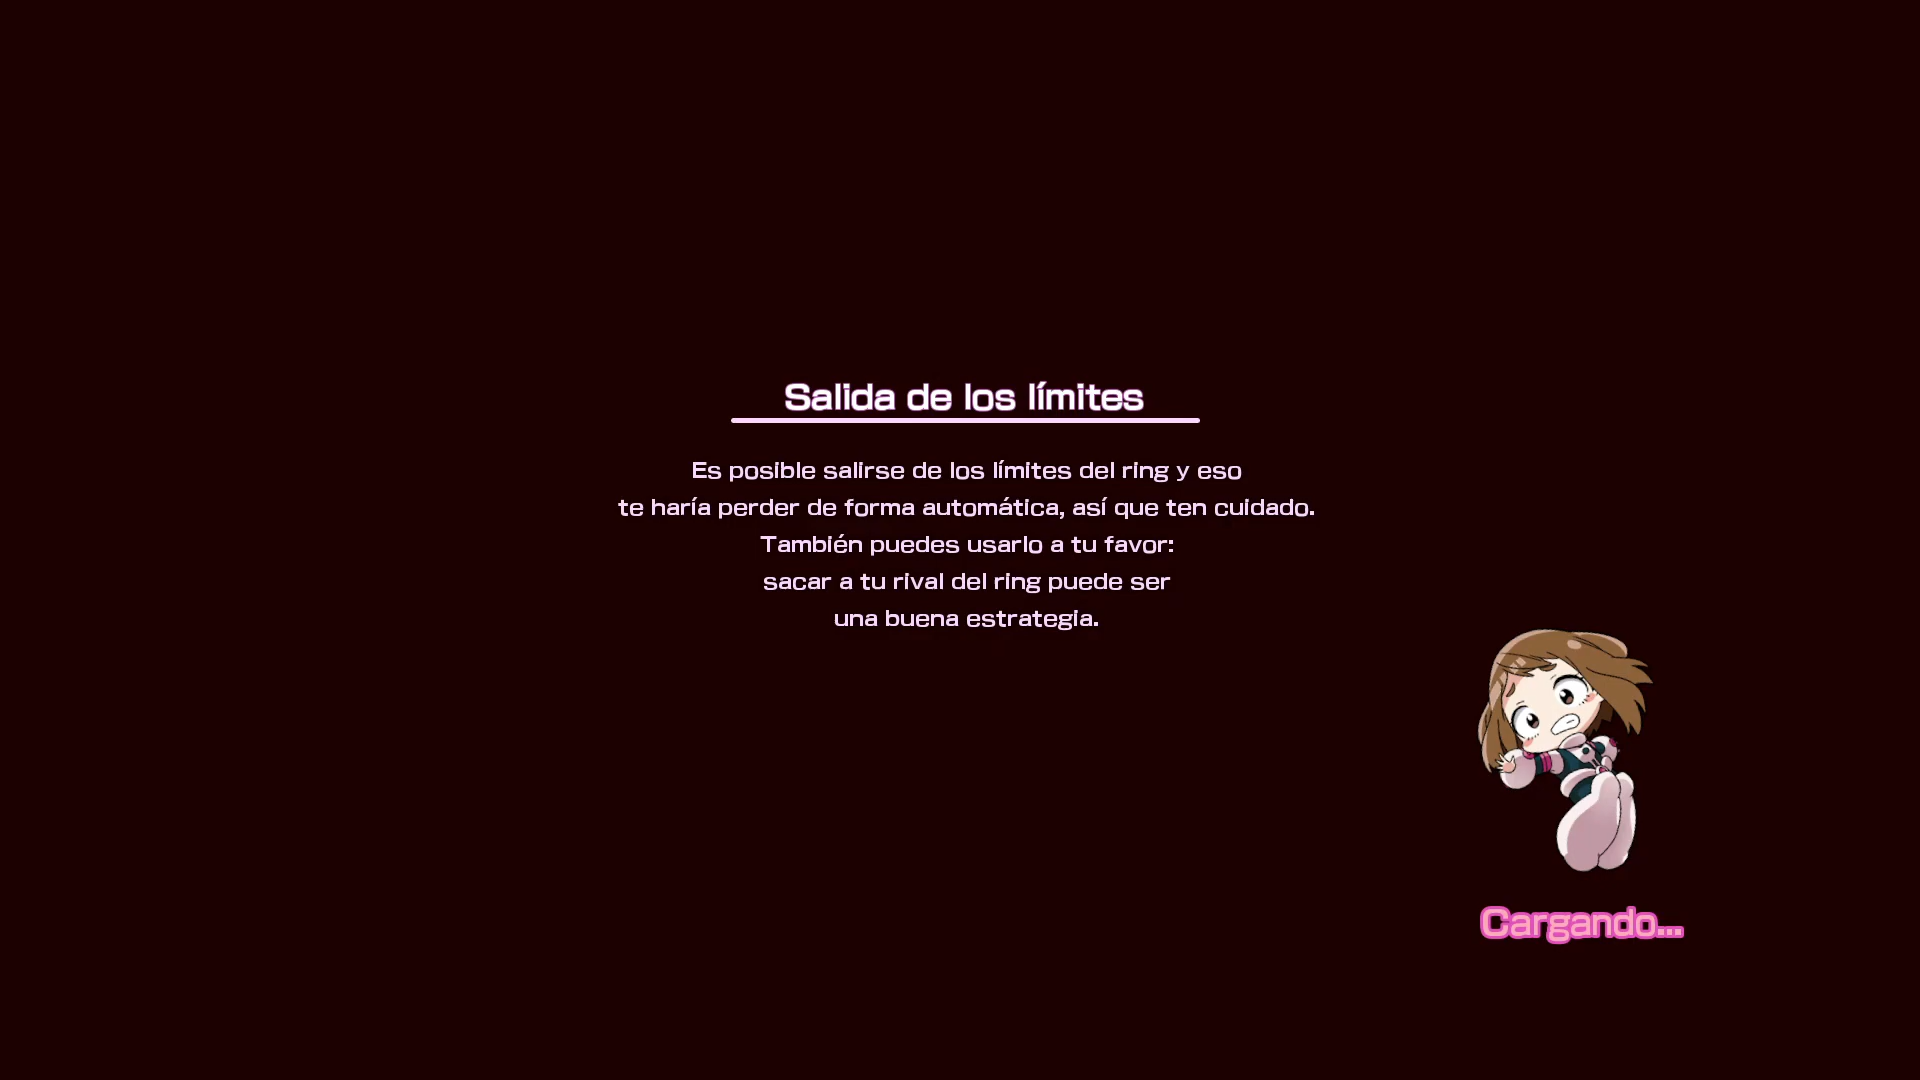 Salida de los límites
Es posible salirse de los límites del ring y eso
te haría perder de forma automática, así que ten cuidado.
También puedes usarlo a tu favor:
sacar a tu rival del ring puede ser
una buena estrategia.
Cargando...